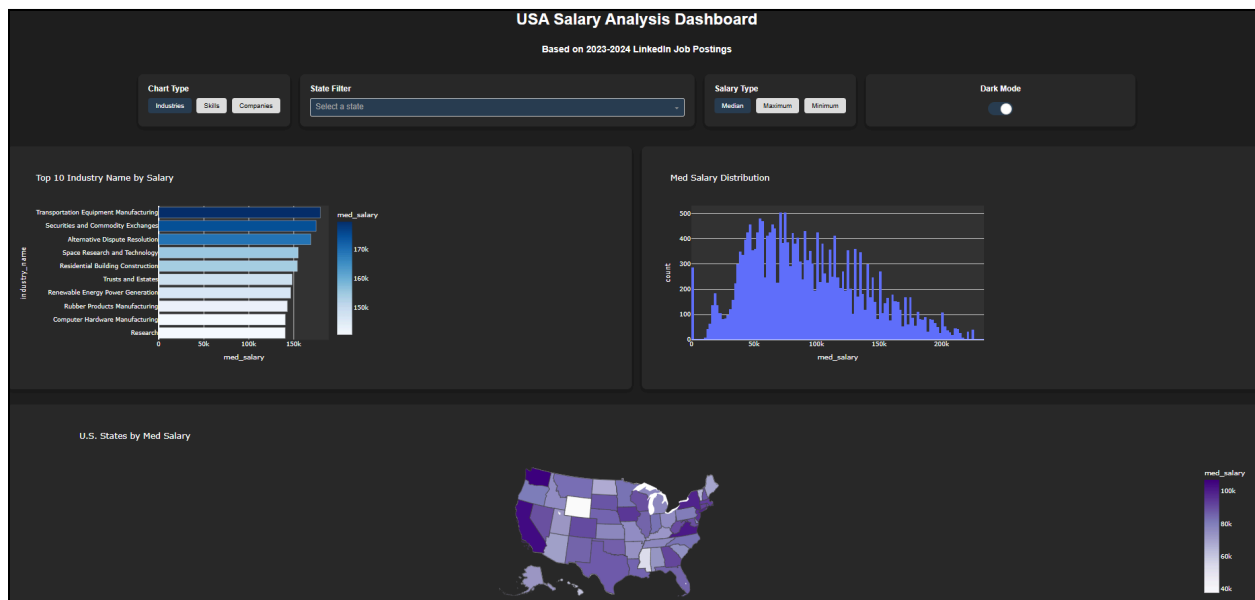 USA Salary Analysis Dashboard
Based on 2023-2024 LinkedIn Job Postings
Chart Type
Industries Skills Companies
State Filter
Select a state
Salary Type
Median Maximum Minimum
Dark Mode
Top 10 Industry Name by Salary
industry_name
Transportation Equipment Manufacturing
Securities and Commodity Exchanges
Alternative Dispute Resolution
Space Research and Technology
Residential Building Construction
Trusts and Estates
Renewable Energy Power Generation
Rubber Products Manufacturing
Computer Hardware Manufacturing
Research
0 50k 100k 150k
med_salary
med_salary
170k
160k
150k
Med Salary Distribution
count
500
400
300
200
100
0
0 50k 100k 150k 200k
med_salary
U.S. States by Med Salary
med_salary
100k
80k
60k
40k